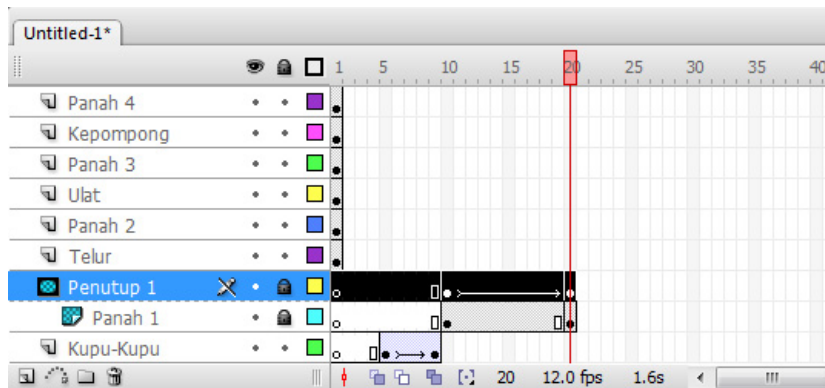 Untitled-1*
1 5 10 15 20 25 30 35 40
Panah 4
Kepompong
Panah 3
Ulat
Panah 2
Telur
Penutup 1
Panah 1
Kupu-Kupu
20 12.0 fps 1.6s